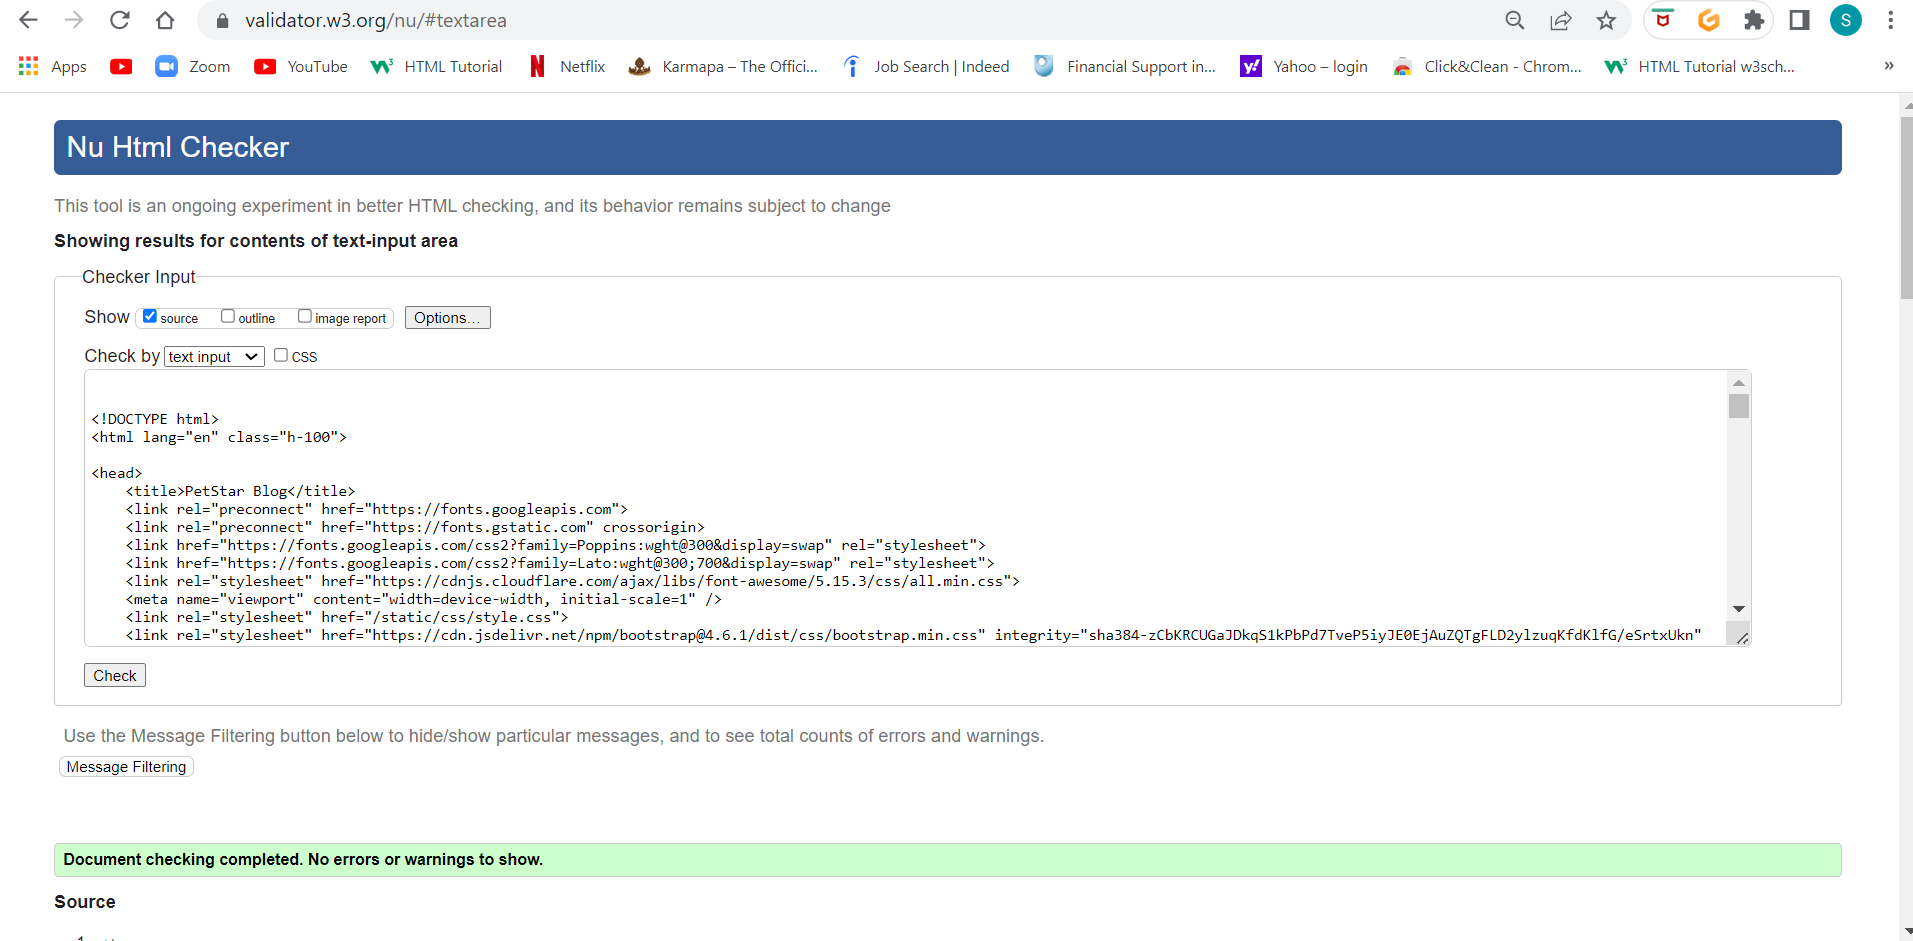 validator.w3.org/nu/#textarea
S
Apps
Zoom
YouTube
HTML Tutorial
Netflix
Karmapa – The Offici...
Job Search | Indeed
Financial Support in...
Yahoo – login
Click&Clean - Chrom...
HTML Tutorial w3sch...
»
Nu Html Checker
This tool is an ongoing experiment in better HTML checking, and its behavior remains subject to change
Showing results for contents of text-input area
Checker Input
Show source outline image report Options...
Check by text input CSS
<!DOCTYPE html>
<html lang="en" class="h-100">
<head>
<title>PetStar Blog</title>
<link rel="preconnect" href="https://fonts.googleapis.com">
<link rel="preconnect" href="https://fonts.gstatic.com" crossorigin>
<link href="https://fonts.googleapis.com/css2?family=Poppins:wght@300&display=swap" rel="stylesheet">
<link href="https://fonts.googleapis.com/css2?family=Lato:wght@300;700&display=swap" rel="stylesheet">
<link rel="stylesheet" href="https://cdnjs.cloudflare.com/ajax/libs/font-awesome/5.15.3/css/all.min.css">
<meta name="viewport" content="width=device-width, initial-scale=1" />
<link rel="stylesheet" href="/static/css/style.css">
<link rel="stylesheet" href="https://cdn.jsdelivr.net/npm/bootstrap@4.6.1/dist/css/bootstrap.min.css" integrity="sha384-zCbKRCUGaJDkqS1kPbPd7TveP5iyJE0EjAuZQTgFLD2ylzuqKfdKlfG/eSrtxUkn"
Check
Use the Message Filtering button below to hide/show particular messages, and to see total counts of errors and warnings.
Message Filtering
Document checking completed. No errors or warnings to show.
Source